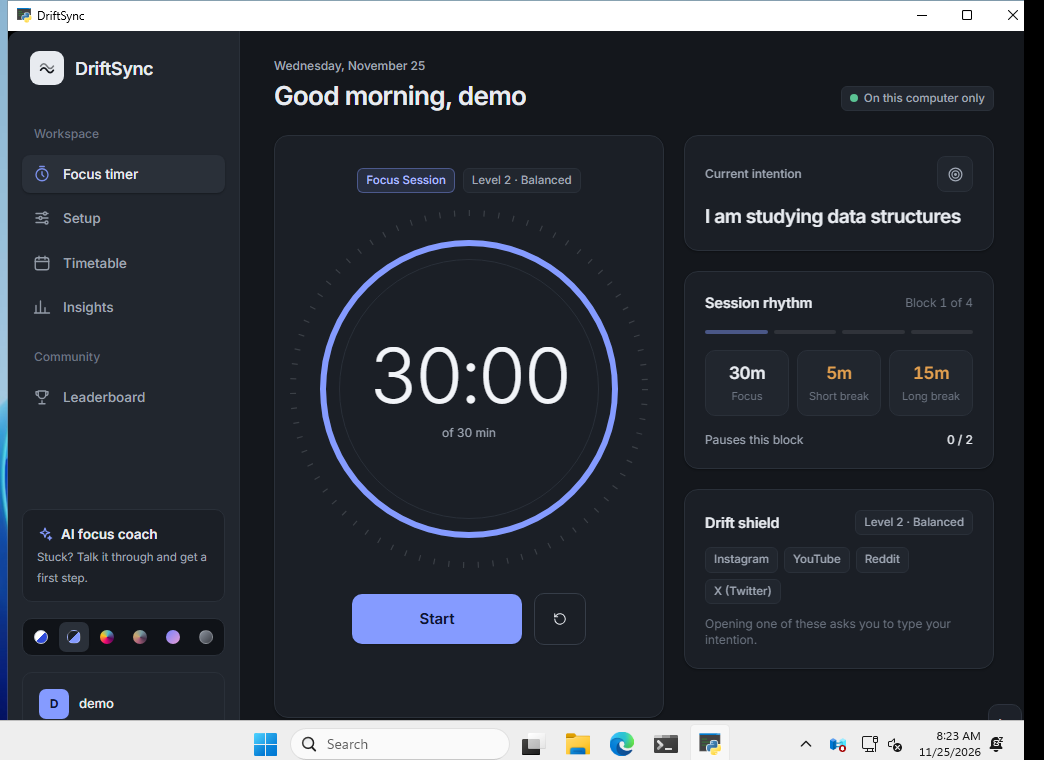 DriftSync
DriftSync
Workspace
Focus timer
Setup
Timetable
Insights
Community
Leaderboard
AI focus coach
Stuck? Talk it through and get a
first step.
D
demo
Wednesday, November 25
Good morning, demo
On this computer only
Focus Session
Level 2 · Balanced
30:00
of 30 min
Start
Current intention
I am studying data structures
Session rhythm
Block 1 of 4
30m
Focus
5m
Short break
15m
Long break
Pauses this block
0 / 2
Drift shield
Level 2 · Balanced
Instagram
YouTube
Reddit
X (Twitter)
Opening one of these asks you to type your
intention.
Search
8:23 AM
11/25/2026